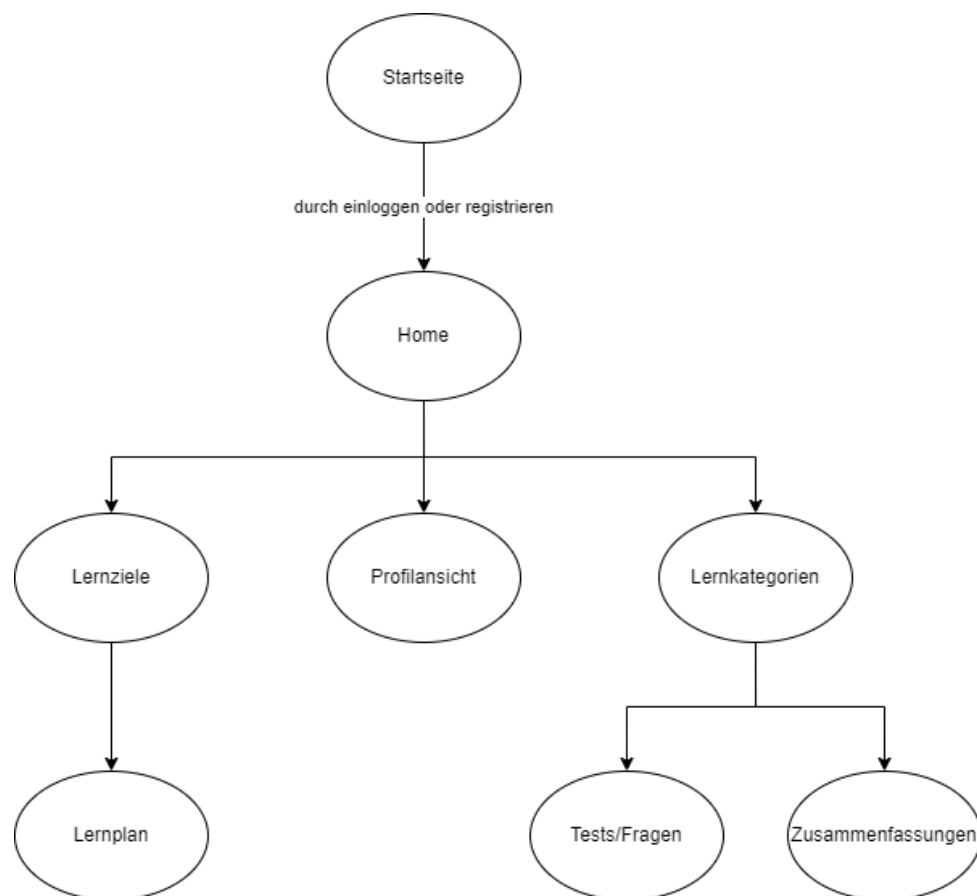 Startseite
durch einloggen oder registrieren
Home
Lernziele
Profilansicht
Lernkategorien
Lernplan
Tests/Fragen
Zusammenfassungen